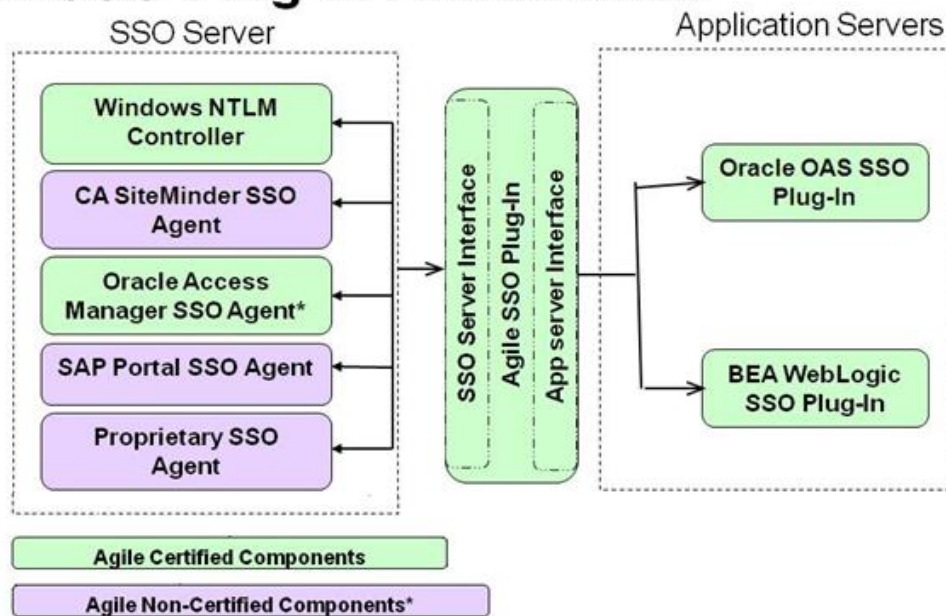 SSO Server
Application Servers
Windows NTLM
Controller
CA SiteMinder SSO
Agent
Oracle Access
Manager SSO Agent*
SAP Portal SSO Agent
Proprietary SSO
Agent
SSO Server Interface
Agile SSO Plug-In
App server Interface
Oracle OAS SSO
Plug-In
BEA WebLogic
SSO Plug-In
Agile Certified Components
Agile Non-Certified Components*